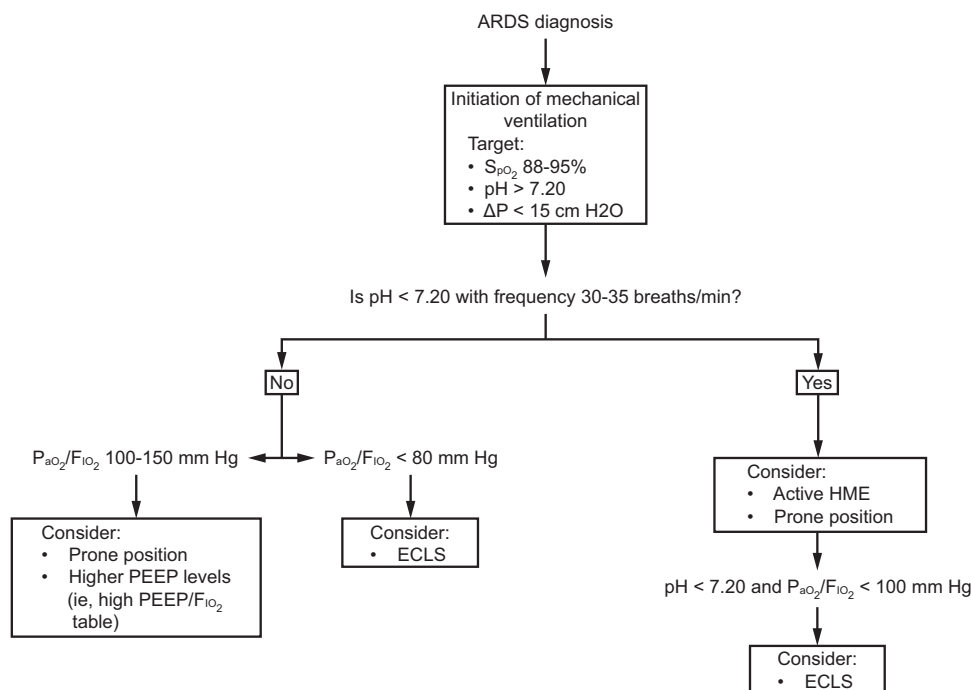 ARDS diagnosis
Initiation of mechanical
ventilation
Target:
• SpO₂ 88-95%
• pH > 7.20
• ΔP < 15 cm H2O
Is pH < 7.20 with frequency 30-35 breaths/min?
No
Yes
PaO₂/FIO₂ 100-150 mm Hg
PaO₂/FIO₂ < 80 mm Hg
Consider:
• Prone position
• Higher PEEP levels
(ie, high PEEP/FIO₂
table)
Consider:
• ECLS
Consider:
• Active HME
• Prone position
pH < 7.20 and PaO₂/FIO₂ < 100 mm Hg
Consider:
• ECLS